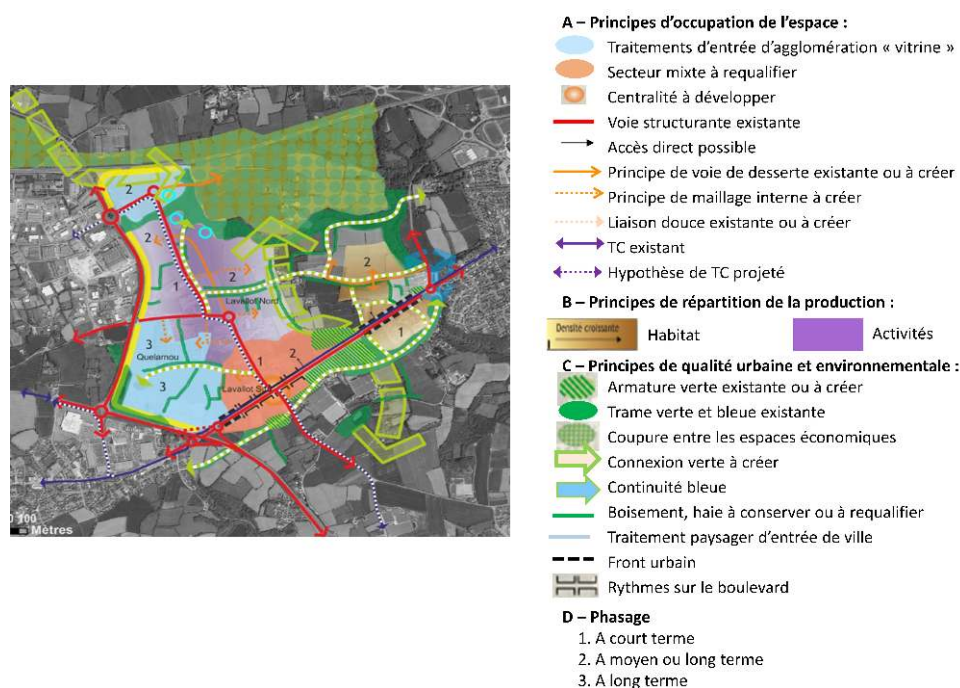 A – Principes d'occupation de l'espace :
Traitements d'entrée d'agglomération « vitrine »
Secteur mixte à requalifier
Centralité à développer
Voie structurante existante
Accès direct possible
Principe de voie de desserte existante ou à créer
Principe de maillage interne à créer
Liaison douce existante ou à créer
TC existant
Hypothèse de TC projeté
B – Principes de répartition de la production :
Densité croissante
Habitat
Activités
C – Principes de qualité urbaine et environnementale :
Armature verte existante ou à créer
Trame verte et bleue existante
Coupure entre les espaces économiques
Connexion verte à créer
Continuité bleue
Boisement, haie à conserver ou à requalifier
Traitement paysager d'entrée de ville
Front urbain
Rythmes sur le boulevard
D – Phasage
1. A court terme
2. A moyen ou long terme
3. A long terme
2
2
1
2
2
1
Lavallot Nord
1
3
Quelarnou
1
2
3
Lavallot Sud
0 100
Mètres